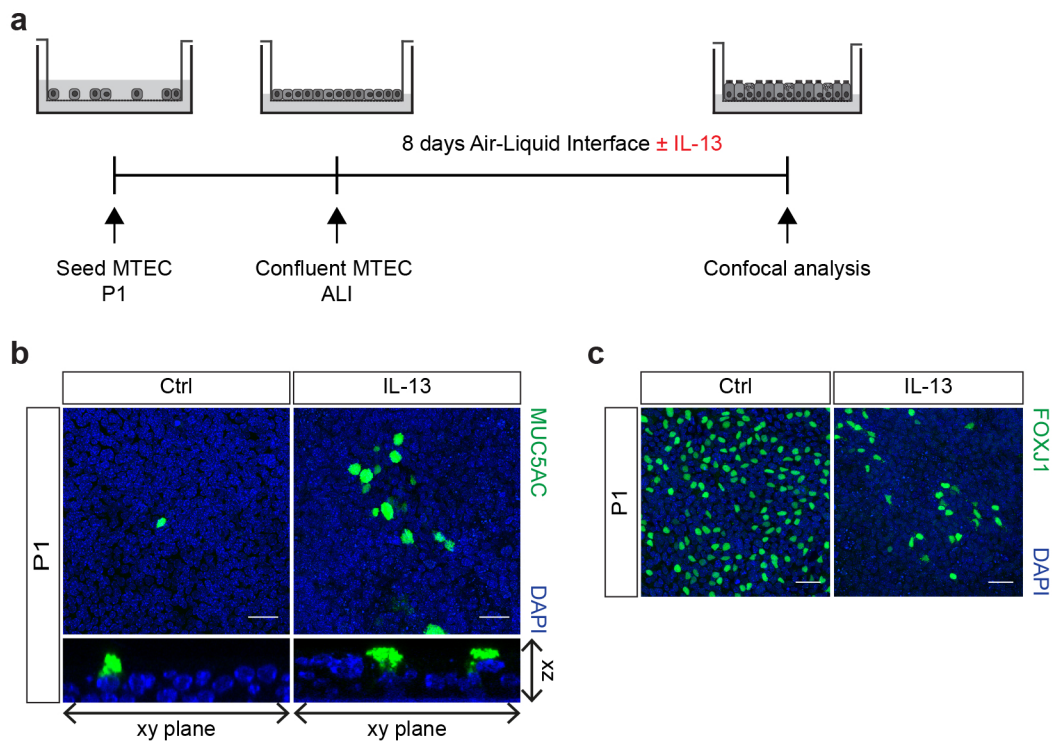 a
8 days Air-Liquid Interface ± IL-13
Seed MTEC
P1
Confluent MTEC
ALI
Confocal analysis
b
Ctrl
IL-13
P1
MUC5AC
DAPI
xz
xy plane
xy plane
c
Ctrl
IL-13
P1
FOXJ1
DAPI